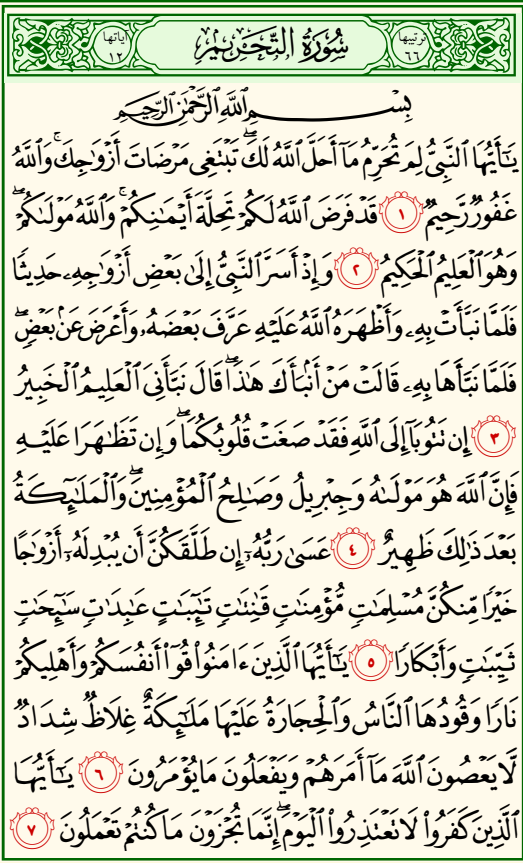 ترتيبها ٦٦ سُورَةُ التَّحۡرِيمِ آياتها ١٢
بِسۡمِ ٱللَّهِ ٱلرَّحۡمَٰنِ ٱلرَّحِيمِ
يَٰٓأَيُّهَا ٱلنَّبِيُّ لِمَ تُحَرِّمُ مَآ أَحَلَّ ٱللَّهُ لَكَۖ تَبۡتَغِي مَرۡضَاتَ أَزۡوَٰجِكَۚ وَٱللَّهُ
غَفُورٞ رَّحِيمٞ ١ قَدۡ فَرَضَ ٱللَّهُ لَكُمۡ تَحِلَّةَ أَيۡمَٰنِكُمۡۚ وَٱللَّهُ مَوۡلَىٰكُمۡۖ
وَهُوَ ٱلۡعَلِيمُ ٱلۡحَكِيمُ ٢ وَإِذۡ أَسَرَّ ٱلنَّبِيُّ إِلَىٰ بَعۡضِ أَزۡوَٰجِهِۦ حَدِيثٗا
فَلَمَّا نَبَّأَتۡ بِهِۦ وَأَظۡهَرَهُ ٱللَّهُ عَلَيۡهِ عَرَّفَ بَعۡضَهُۥ وَأَعۡرَضَ عَنۢ بَعۡضٖۖ
فَلَمَّا نَبَّأَهَا بِهِۦ قَالَتۡ مَنۡ أَنۢبَأَكَ هَٰذَاۖ قَالَ نَبَّأَنِيَ ٱلۡعَلِيمُ ٱلۡخَبِيرُ
٣ إِن تَتُوبَآ إِلَى ٱللَّهِ فَقَدۡ صَغَتۡ قُلُوبُكُمَاۖ وَإِن تَظَٰهَرَا عَلَيۡهِ
فَإِنَّ ٱللَّهَ هُوَ مَوۡلَىٰهُ وَجِبۡرِيلُ وَصَٰلِحُ ٱلۡمُؤۡمِنِينَۖ وَٱلۡمَلَٰٓئِكَةُ
بَعۡدَ ذَٰلِكَ ظَهِيرٌ ٤ عَسَىٰ رَبُّهُۥٓ إِن طَلَّقَكُنَّ أَن يُبۡدِلَهُۥٓ أَزۡوَٰجًا
خَيۡرٗا مِّنكُنَّ مُسۡلِمَٰتٖ مُّؤۡمِنَٰتٖ قَٰنِتَٰتٖ تَٰٓئِبَٰتٍ عَٰبِدَٰتٖ سَٰٓئِحَٰتٖ
ثَيِّبَٰتٖ وَأَبۡكَارٗا ٥ يَٰٓأَيُّهَا ٱلَّذِينَ ءَامَنُواْ قُوٓاْ أَنفُسَكُمۡ وَأَهۡلِيكُمۡ
نَارٗا وَقُودُهَا ٱلنَّاسُ وَٱلۡحِجَارَةُ عَلَيۡهَا مَلَٰٓئِكَةٌ غِلَاظٞ شِدَادٞ
لَّا يَعۡصُونَ ٱللَّهَ مَآ أَمَرَهُمۡ وَيَفۡعَلُونَ مَا يُؤۡمَرُونَ ٦ يَٰٓأَيُّهَا
ٱلَّذِينَ كَفَرُواْ لَا تَعۡتَذِرُواْ ٱلۡيَوۡمَۖ إِنَّمَا تُجۡزَوۡنَ مَا كُنتُمۡ تَعۡمَلُونَ ٧